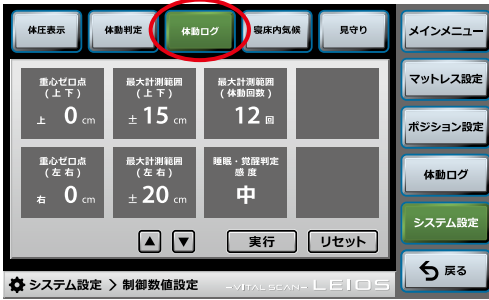 体圧表示
体動判定
体動ログ
寝床内気候
見守り
メインメニュー
マットレス設定
ポジション設定
体動ログ
システム設定
戻る
重心ゼロ点
(上下)
上 0 cm
最大計測範囲
(上下)
± 15 cm
最大計測範囲
(体動回数)
12 回
重心ゼロ点
(左右)
右 0 cm
最大計測範囲
(左右)
± 20 cm
睡眠・覚醒判定
感度
中
▲ ▼ 実行 リセット
システム設定 > 制御数値設定
-VITAL SCAN- LEIOS